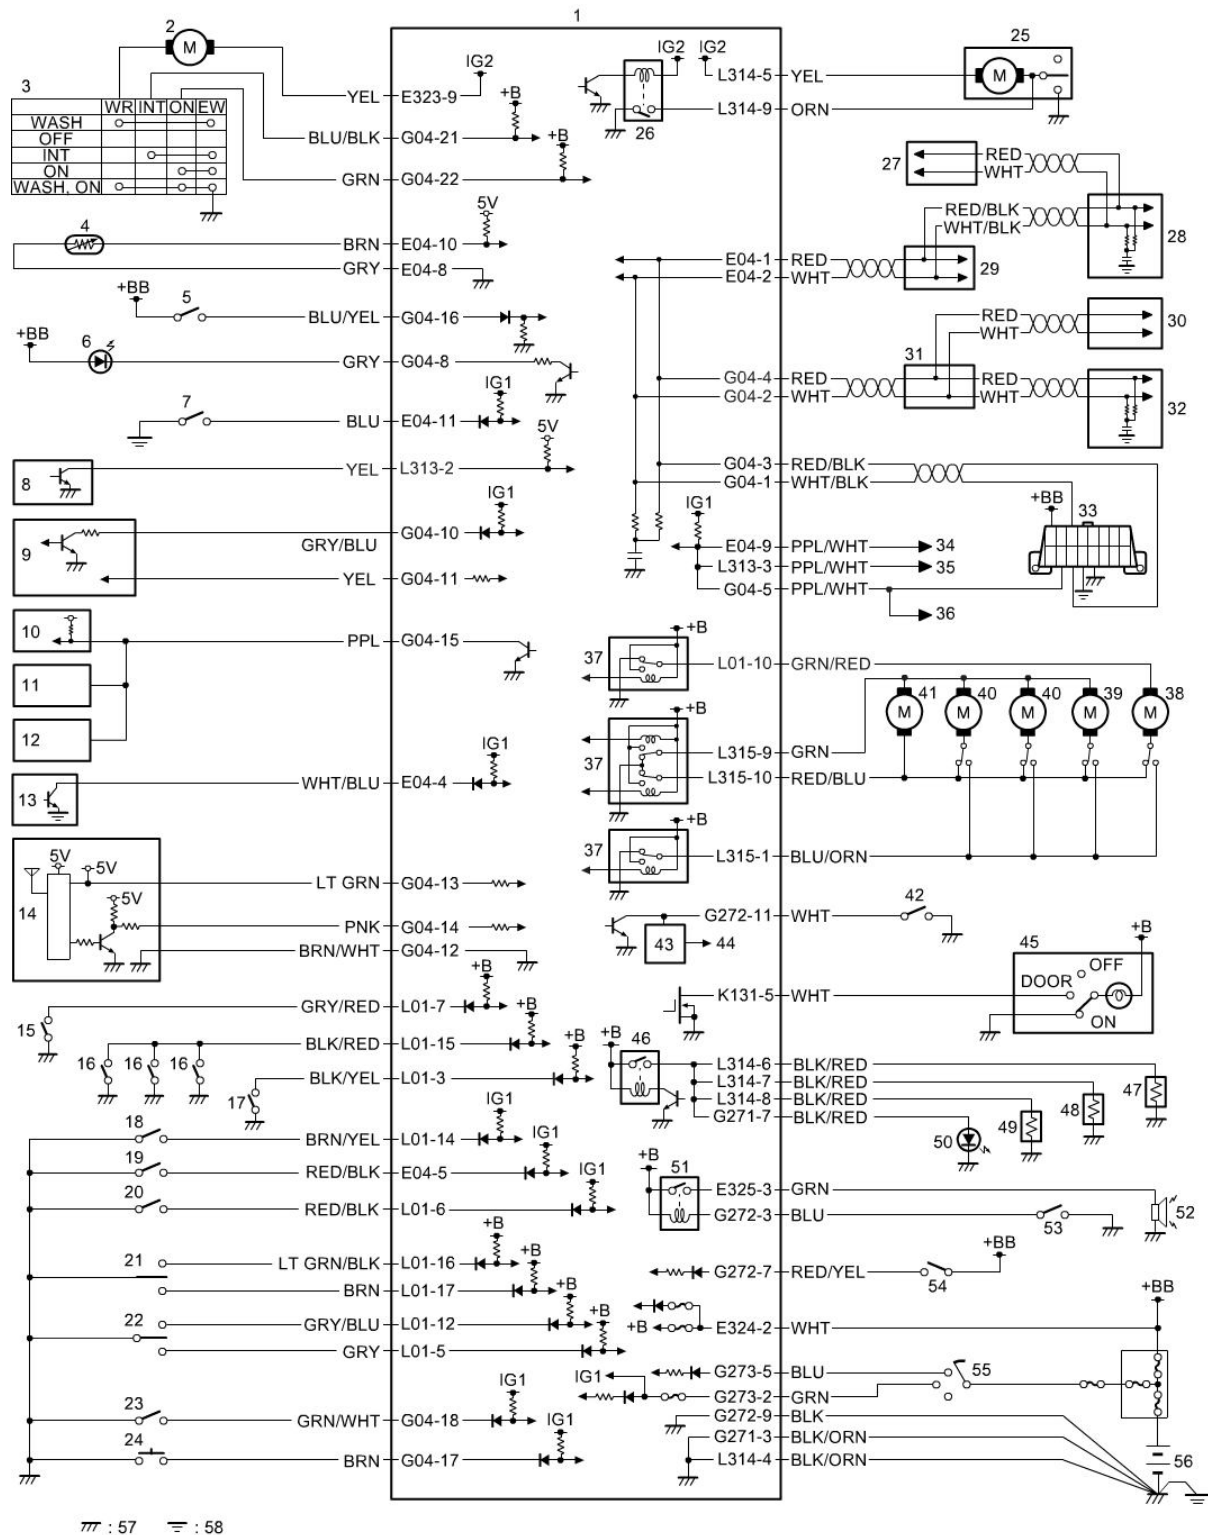 1
2
M
3
WR INT ON EW
WASH
OFF
INT
ON
WASH, ON
IG2
YEL E323-9
+B
BLU/BLK G04-21
+B
GRN G04-22
4
5V
BRN E04-10
GRY E04-8
+BB
5
BLU/YEL G04-16
+BB
6
GRY G04-8
IG1
7
BLU E04-11
5V
8
YEL L313-2
IG1
9
G04-10
GRY/BLU
YEL G04-11
10
PPL G04-15
11
12
IG1
13
WHT/BLU E04-4
14
5V
5V
5V
LT GRN G04-13
PNK G04-14
BRN/WHT G04-12
+B
15
GRY/RED L01-7
+B
16 16 16
BLK/RED L01-15
+B
17
BLK/YEL L01-3
IG1
18
BRN/YEL L01-14
IG1
19
RED/BLK E04-5
IG1
20
RED/BLK L01-6
+B
21
LT GRN/BLK L01-16
+B
BRN L01-17
+B
22
GRY/BLU L01-12
+B
GRY L01-5
IG1
23
GRN/WHT G04-18
IG1
24
BRN G04-17
IG2 IG2
26
L314-5 YEL
L314-9 ORN
25
M
27
RED
WHT
RED/BLK
WHT/BLK
28
E04-1 RED
E04-2 WHT
29
RED
WHT
30
31
G04-4 RED
G04-2 WHT
RED
WHT
32
G04-3 RED/BLK
G04-1 WHT/BLK
+BB
33
IG1
E04-9 PPL/WHT 34
L313-3 PPL/WHT 35
G04-5 PPL/WHT
36
+B
37
L01-10 GRN/RED
41 40 40 39 38
M M M M M
+B
37
L315-9 GRN
L315-10 RED/BLU
+B
37
L315-1 BLU/ORN
42
G272-11 WHT
43 44
45
+B
OFF
DOOR
ON
K131-5 WHT
+B
46
L314-6 BLK/RED
L314-7 BLK/RED
L314-8 BLK/RED
G271-7 BLK/RED
47
48
49
50
+B
51
E325-3 GRN
G272-3 BLU
52
53
G272-7 RED/YEL
54
+BB
+BB
+B
E324-2 WHT
G273-5 BLU
55
IG1 IG1
G273-2 GRN
G272-9 BLK
G271-3 BLK/ORN
L314-4 BLK/ORN
56
: 57 : 58